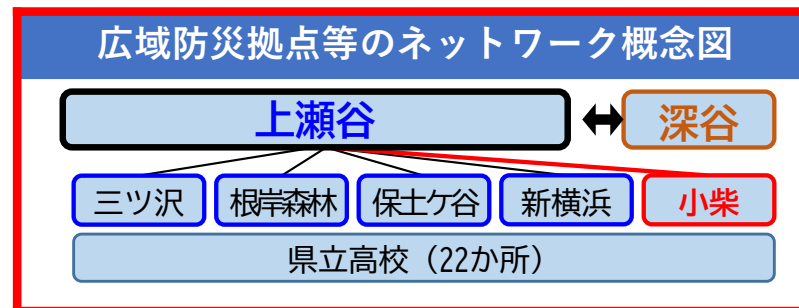 広域防災拠点等のネットワーク概念図
上瀬谷
深谷
三ツ沢
根岸森林
保土ケ谷
新横浜
小柴
県立高校（22か所）